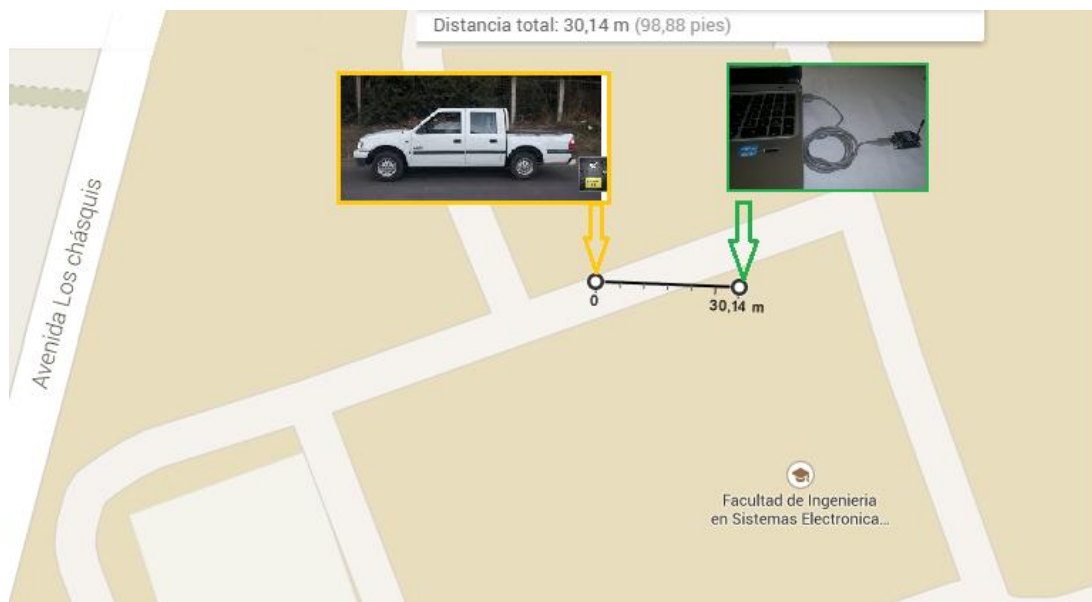 Distancia total: 30,14 m (98,88 pies)
Avenida Los chásquis
0
30,14 m
Facultad de Ingenieria
en Sistemas Electronica...